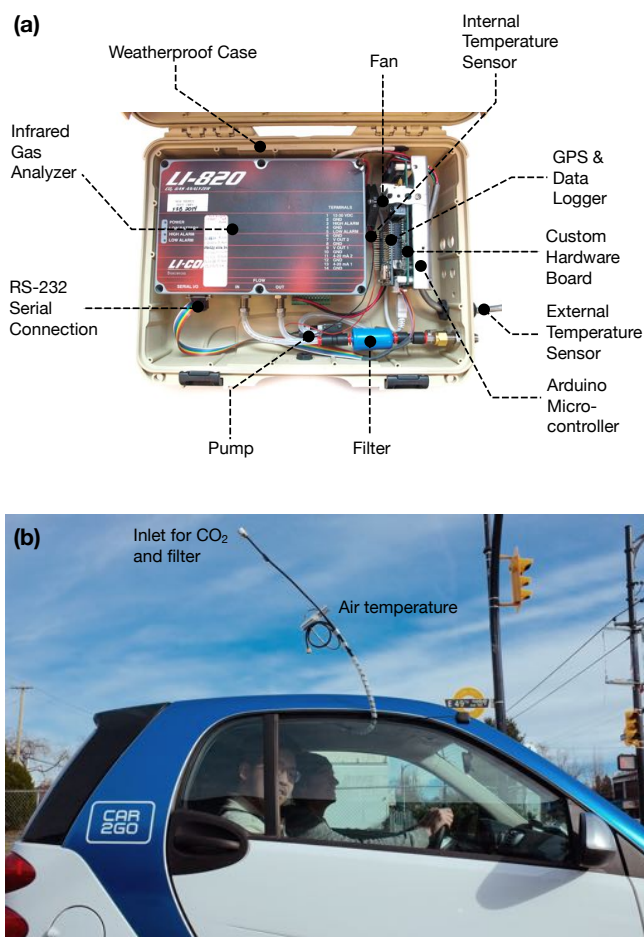 (a)
Weatherproof Case
Fan
Internal
Temperature
Sensor
Infrared
Gas
Analyzer
GPS &
Data
Logger
Custom
Hardware
Board
RS-232
Serial
Connection
External
Temperature
Sensor
Arduino
Micro-
controller
Pump
Filter
LI-820
CO₂ GAS ANALYZER
TERMINALS
POWER
HIGH ALARM
LOW ALARM
LI-COR
SERIAL I/O
FLOW
IN
OUT
(b)
Inlet for CO₂
and filter
Air temperature
E 49TH
CAR
2GO